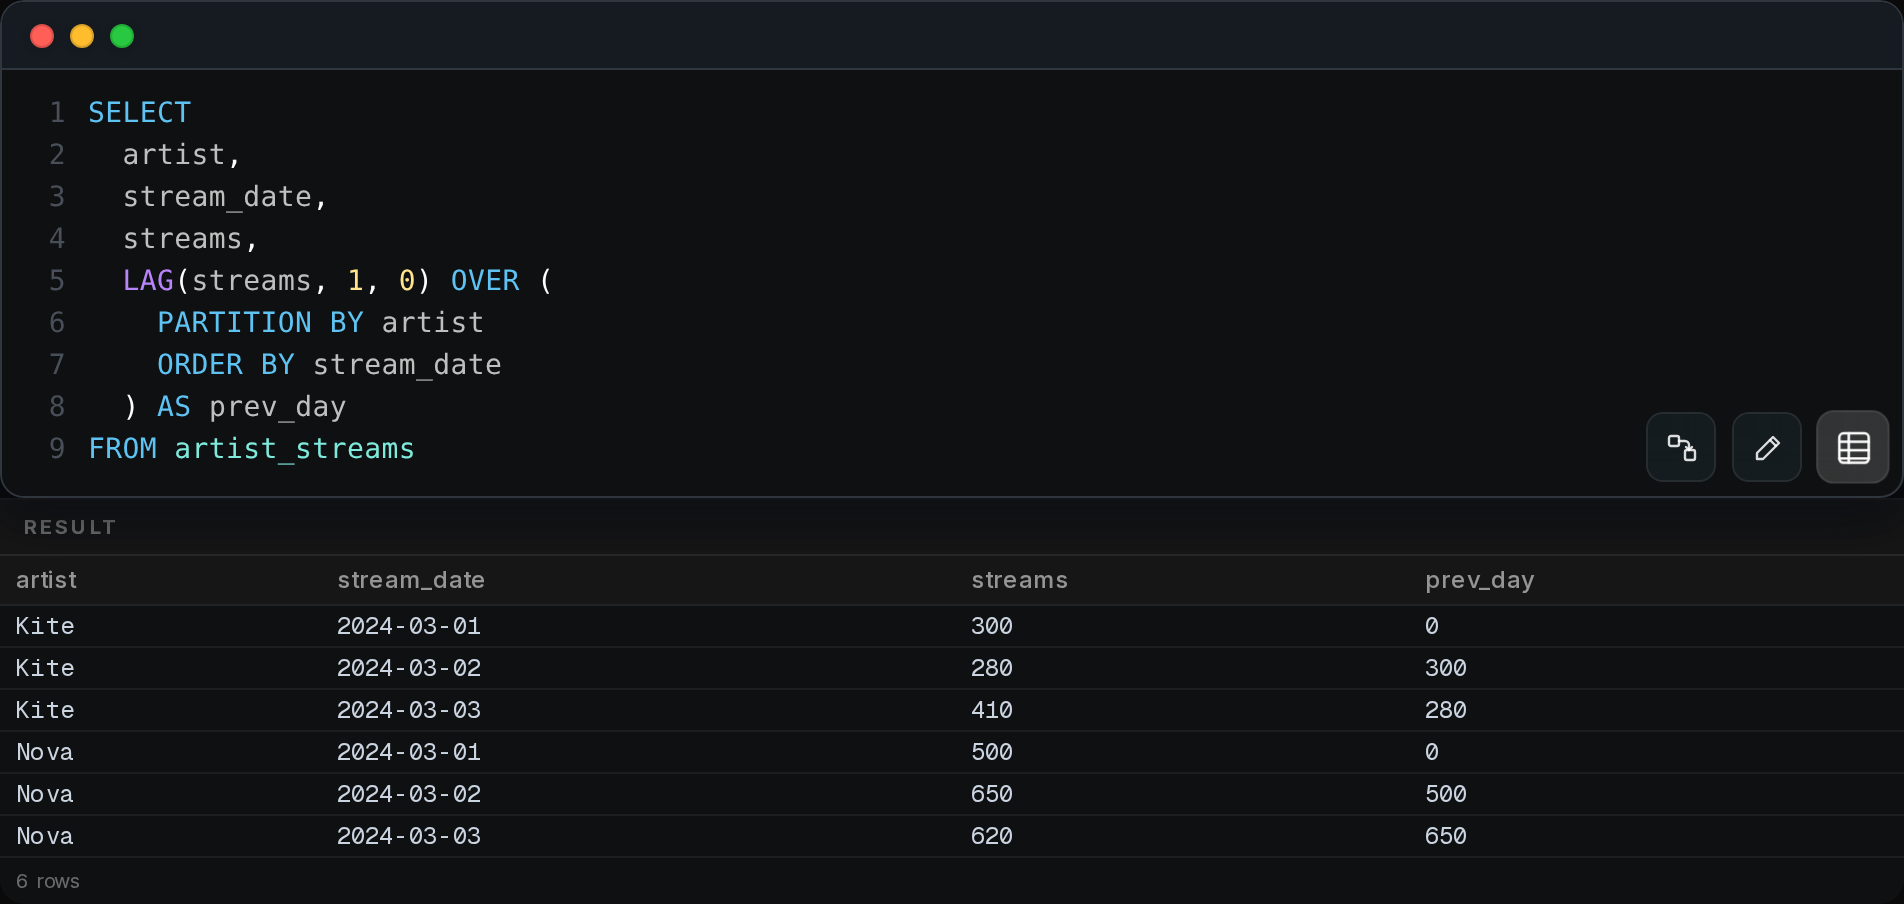 1 SELECT
2 artist,
3 stream_date,
4 streams,
5 LAG(streams, 1, 0) OVER (
6 PARTITION BY artist
7 ORDER BY stream_date
8 ) AS prev_day
9 FROM artist_streams
RESULT
artist stream_date streams prev_day
Kite 2024-03-01 300 0
Kite 2024-03-02 280 300
Kite 2024-03-03 410 280
Nova 2024-03-01 500 0
Nova 2024-03-02 650 500
Nova 2024-03-03 620 650
6 rows